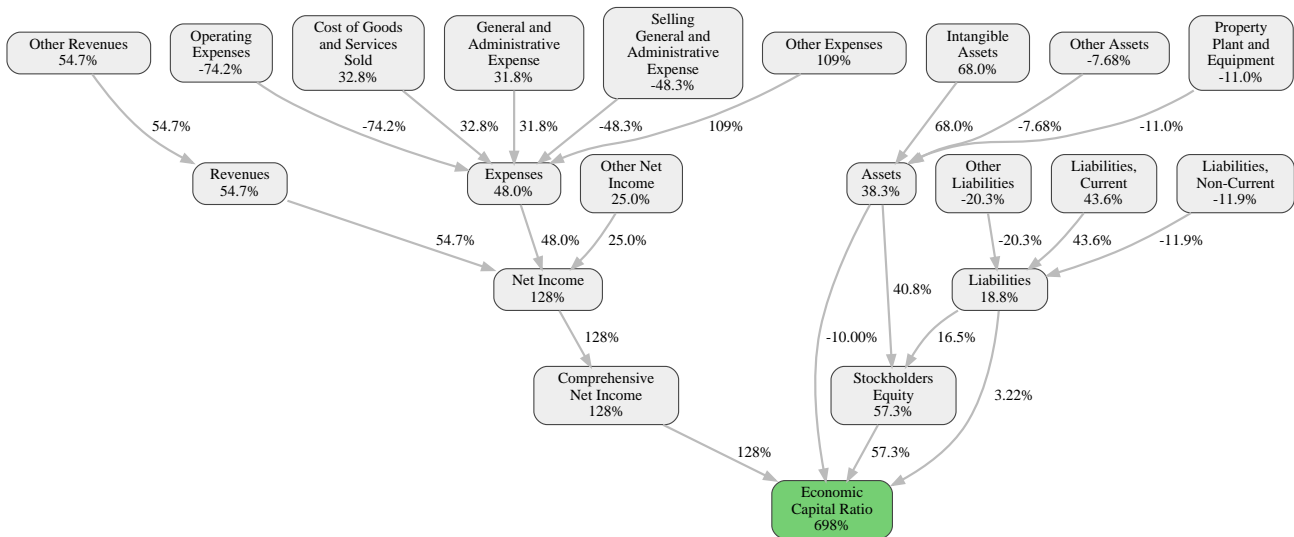 Other Revenues
54.7%
Operating
Expenses
-74.2%
Cost of Goods
and Services
Sold
32.8%
General and
Administrative
Expense
31.8%
Selling
General and
Administrative
Expense
-48.3%
Other Expenses
109%
Intangible
Assets
68.0%
Other Assets
-7.68%
Property
Plant and
Equipment
-11.0%
54.7%
-74.2%
32.8%
31.8%
-48.3%
109%
68.0%
-7.68%
-11.0%
Revenues
54.7%
Expenses
48.0%
Other Net
Income
25.0%
Assets
38.3%
Other
Liabilities
-20.3%
Liabilities,
Current
43.6%
Liabilities,
Non-Current
-11.9%
54.7%
48.0%
25.0%
-20.3%
43.6%
-11.9%
Net Income
128%
40.8%
Liabilities
18.8%
128%
-10.00%
16.5%
Comprehensive
Net Income
128%
Stockholders
Equity
57.3%
3.22%
128%
57.3%
Economic
Capital Ratio
698%